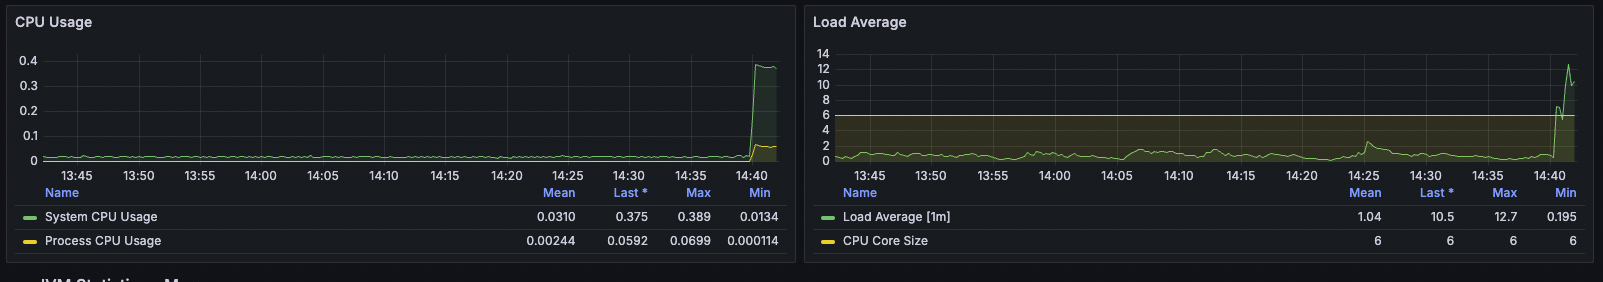 CPU Usage
0.4
0.3
0.2
0.1
0
13:45 13:50 13:55 14:00 14:05 14:10 14:15 14:20 14:25 14:30 14:35 14:40
Name Mean Last * Max Min
System CPU Usage 0.0310 0.375 0.389 0.0134
Process CPU Usage 0.00244 0.0592 0.0699 0.000114
Load Average
14
12
10
8
6
4
2
0
13:45 13:50 13:55 14:00 14:05 14:10 14:15 14:20 14:25 14:30 14:35 14:40
Name Mean Last * Max Min
Load Average [1m] 1.04 10.5 12.7 0.195
CPU Core Size 6 6 6 6